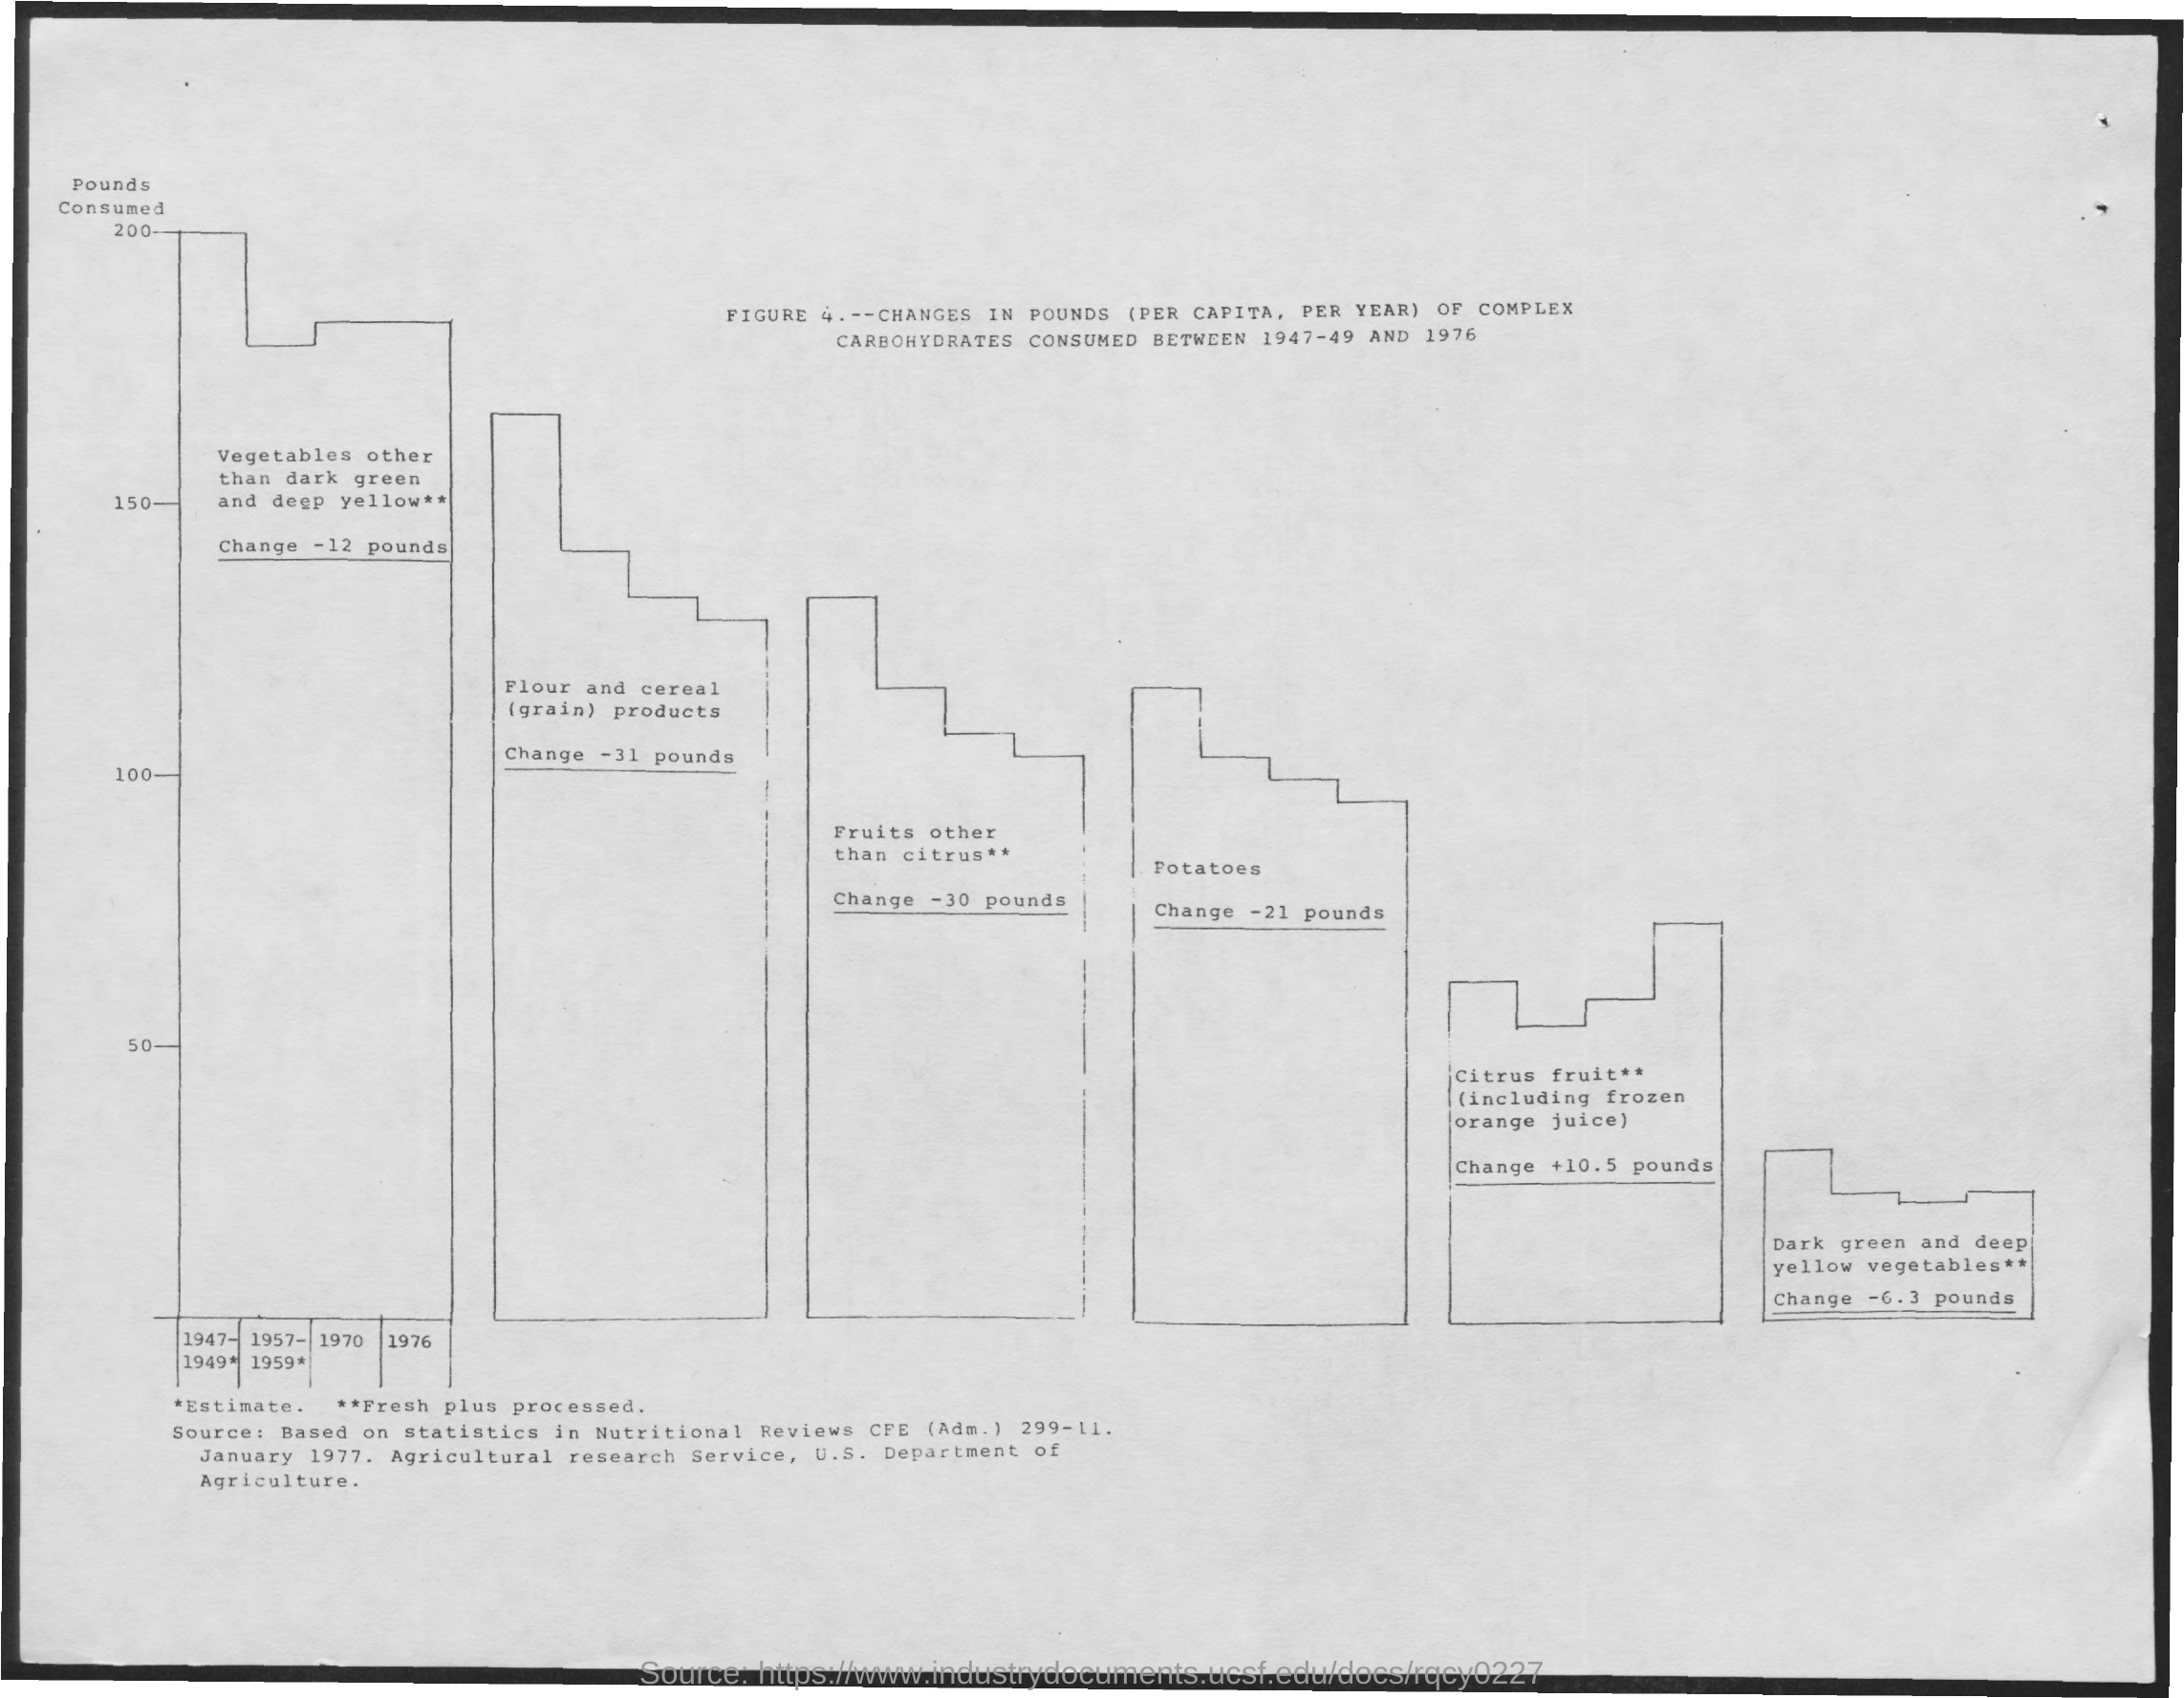 Pounds
Consumed
200
150
100
50
FIGURE 4.--CHANGES IN POUNDS (PER CAPITA, PER YEAR) OF COMPLEX
CARBOHYDRATES CONSUMED BETWEEN 1947-49 AND 1976
Vegetables other
than dark green
and deep yellow**
Change -12 pounds
Flour and cereal
(grain) products
Change -31 pounds
Fruits other
than citrus**
Change -30 pounds
Potatoes
Change -21 pounds
Citrus fruit**
(including frozen
orange juice)
Change +10.5 pounds
Dark green and deep
yellow vegetables**
Change -6.3 pounds
1947- 1957- 1970 1976
1949* 1959*
*Estimate. **Fresh plus processed.
Source: Based on statistics in Nutritional Reviews CFE (Adm.) 299-11.
January 1977. Agricultural research Service, U.S. Department of
Agriculture.
Source: https://www.industrydocuments.ucsf.edu/docs/rqcy0227